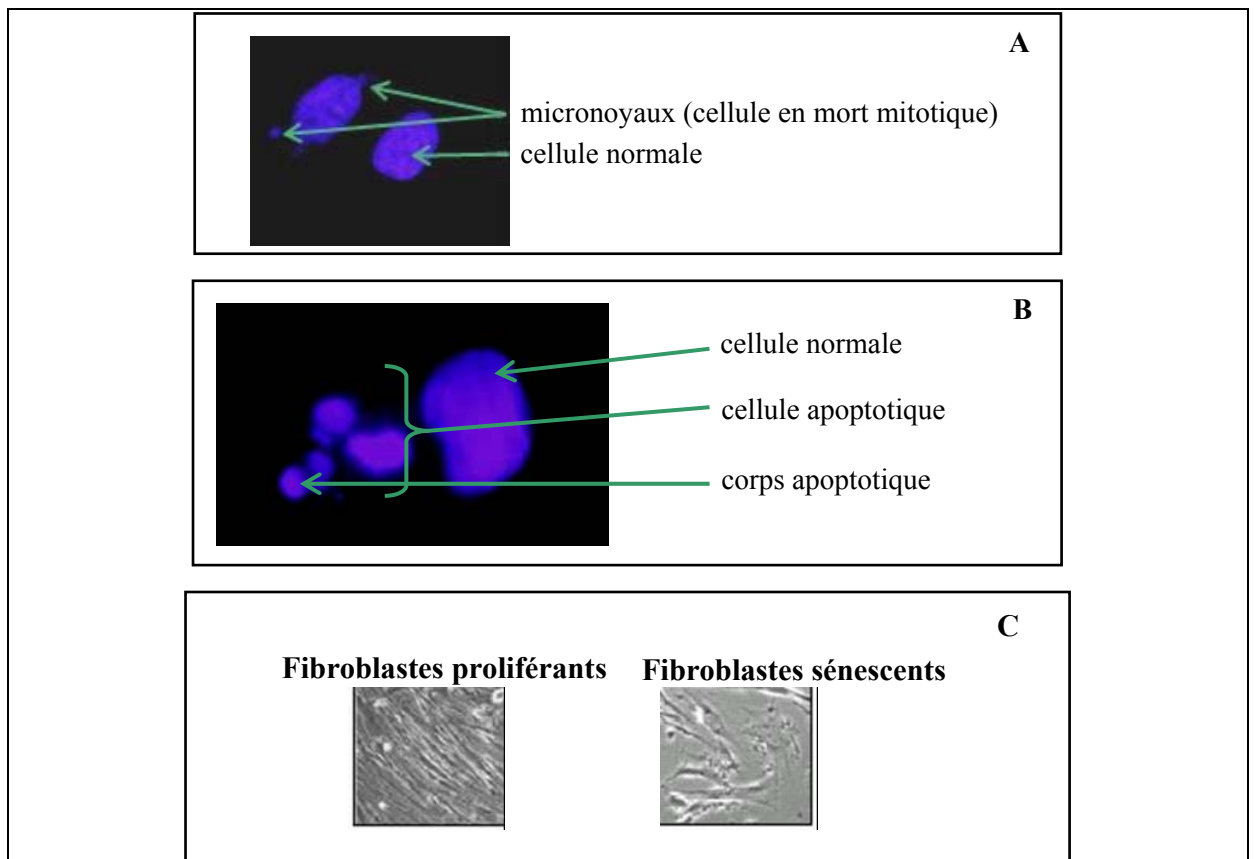 A
micronoyaux (cellule en mort mitotique)
cellule normale
B
cellule normale
cellule apoptotique
corps apoptotique
C
Fibroblastes proliférants
Fibroblastes sénescents